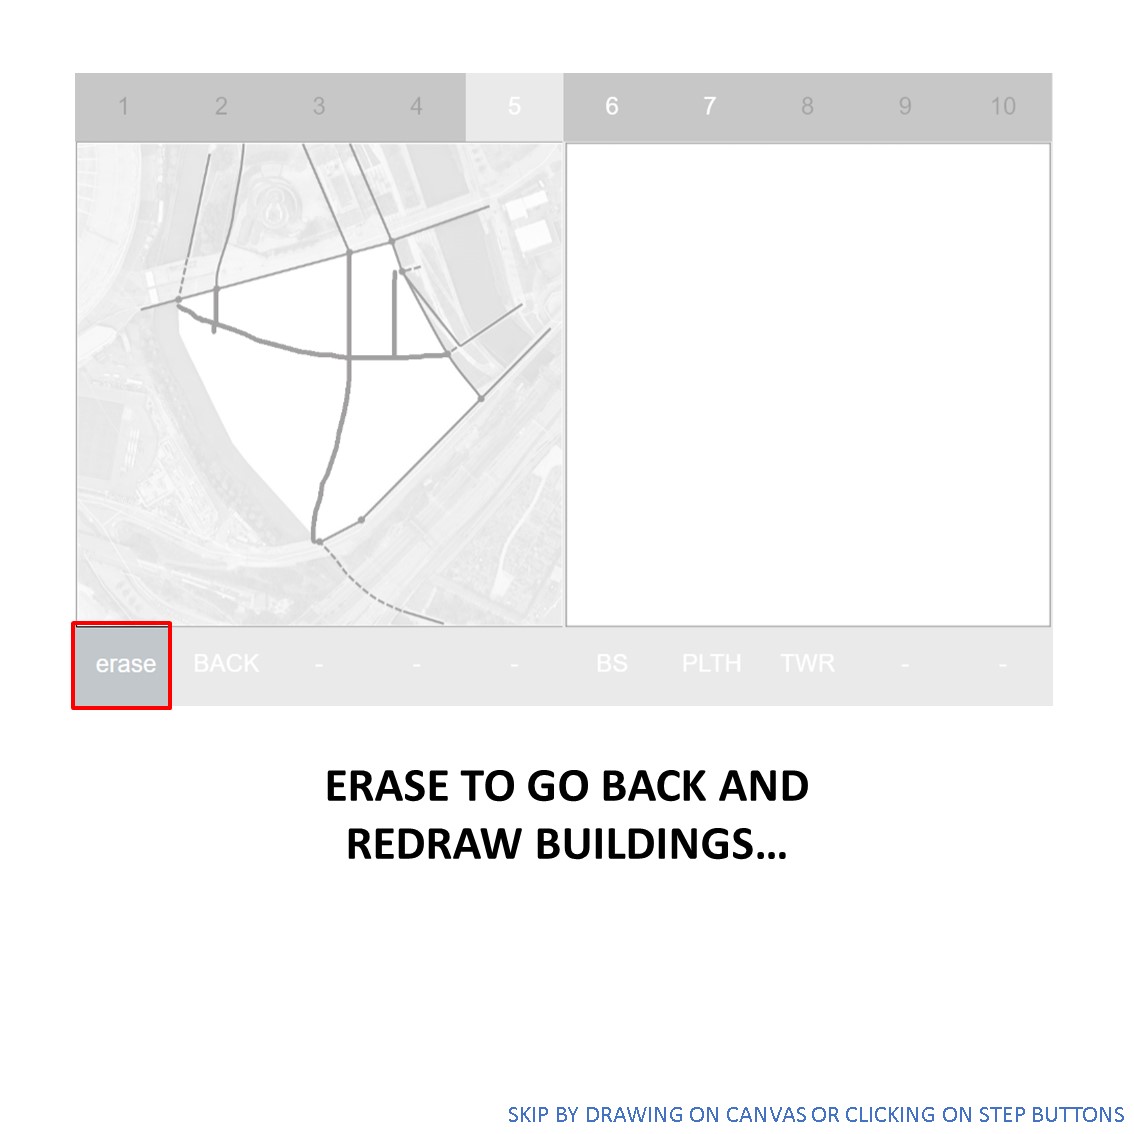 1 2 3 4 5 6 7 8 9 10
erase BACK - - - BS PLTH TWR - -
ERASE TO GO BACK AND
REDRAW BUILDINGS…
SKIP BY DRAWING ON CANVAS OR CLICKING ON STEP BUTTONS